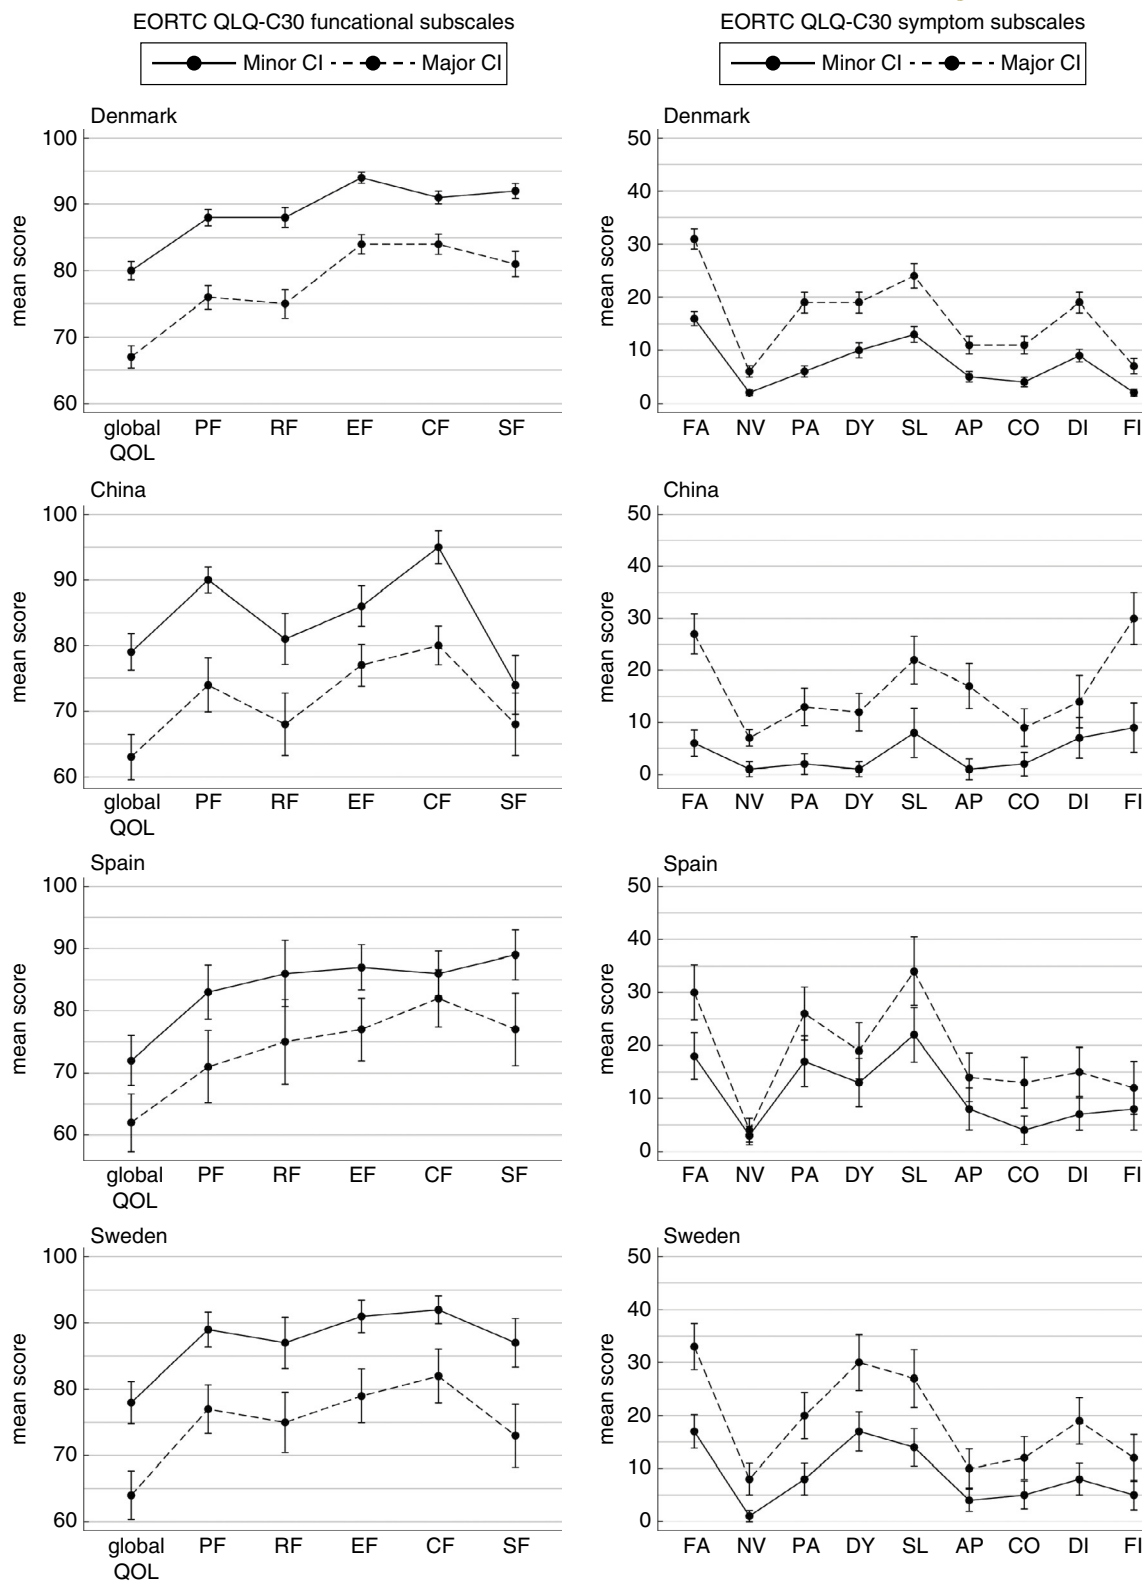 EORTC QLQ-C30 funcational subscales
Minor CI Major CI
Denmark
mean score
100
90
80
70
60
global QOL PF RF EF CF SF
China
mean score
100
90
80
70
60
global QOL PF RF EF CF SF
Spain
mean score
100
90
80
70
60
global QOL PF RF EF CF SF
Sweden
mean score
100
90
80
70
60
global QOL PF RF EF CF SF
EORTC QLQ-C30 symptom subscales
Minor CI Major CI
Denmark
mean score
50
40
30
20
10
0
FA NV PA DY SL AP CO DI FI
China
mean score
50
40
30
20
10
0
FA NV PA DY SL AP CO DI FI
Spain
mean score
50
40
30
20
10
0
FA NV PA DY SL AP CO DI FI
Sweden
mean score
50
40
30
20
10
0
FA NV PA DY SL AP CO DI FI